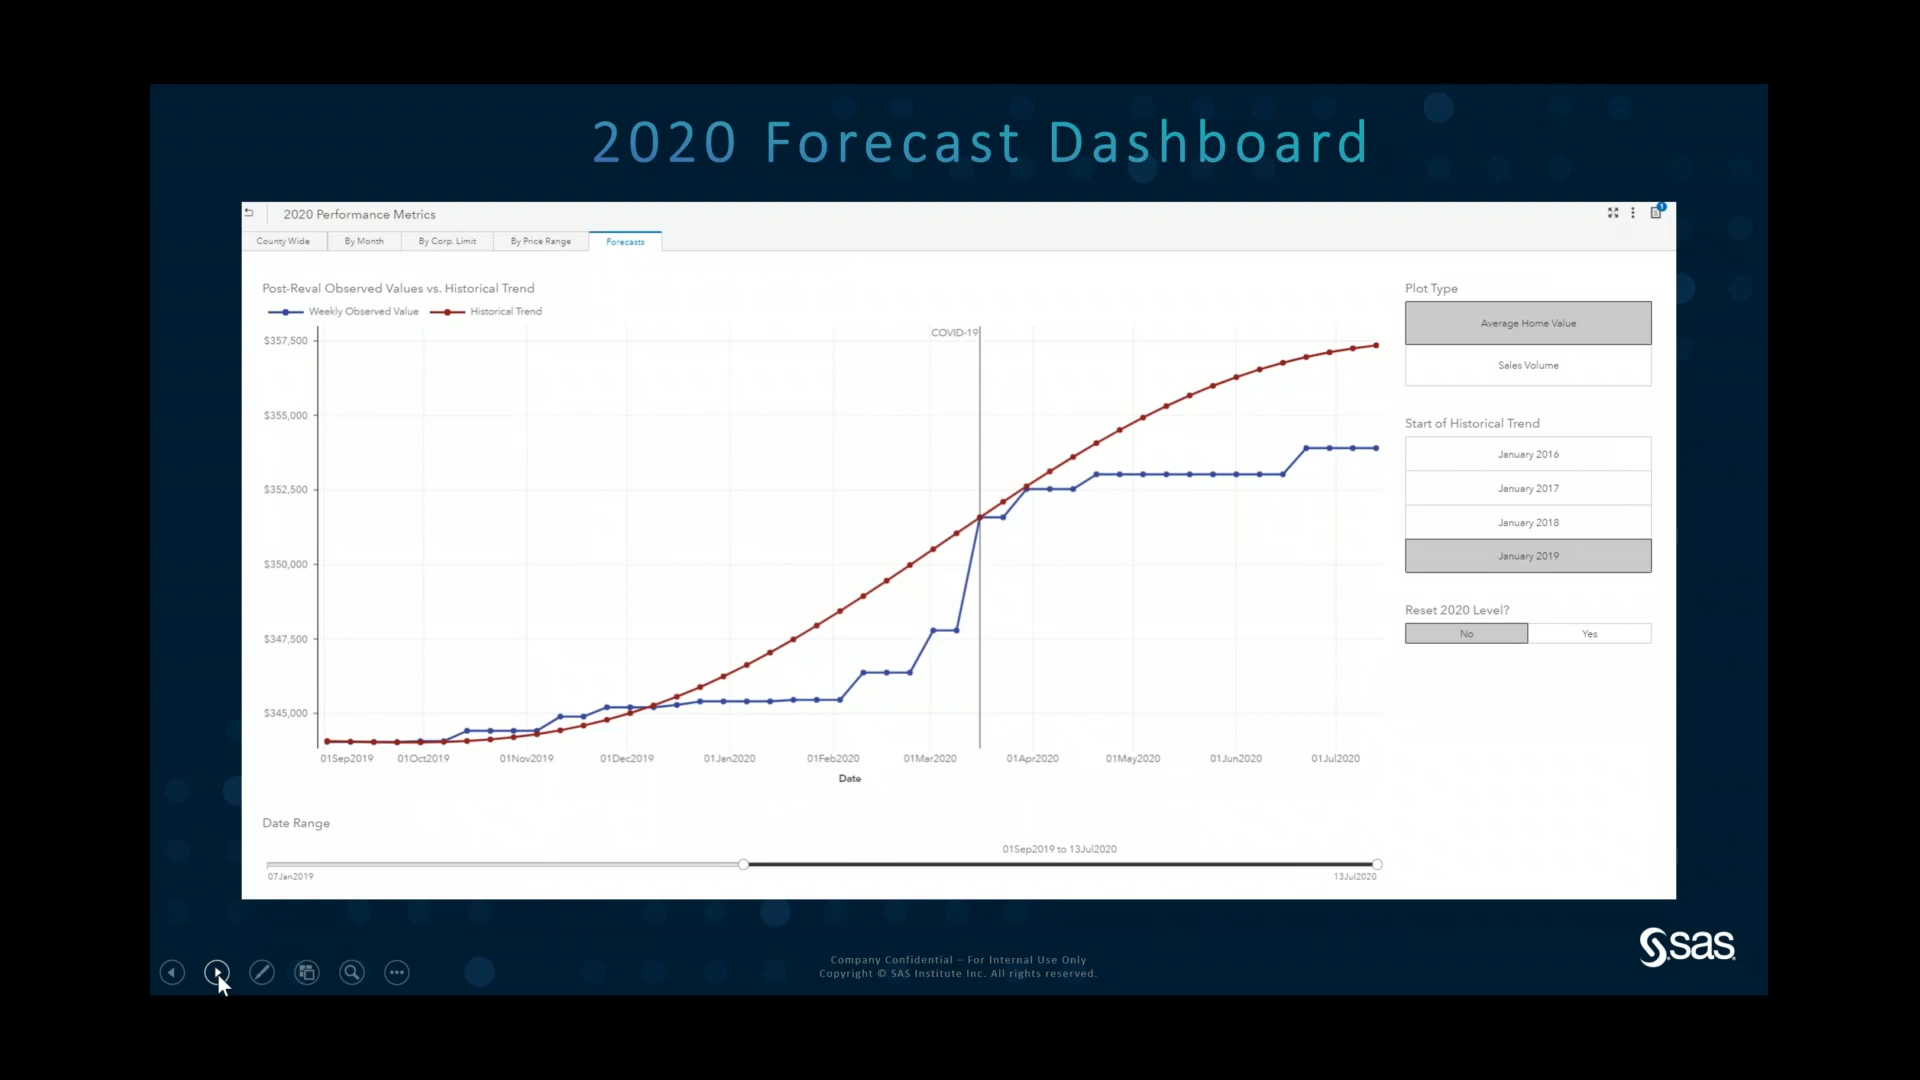 2020 Forecast Dashboard
2020 Performance Metrics
1
County Wide
By Month
By Corp. Limit
By Price Range
Forecasts
Post-Reval Observed Values vs. Historical Trend
Weekly Observed Value
Historical Trend
COVID-19
$357,500
$355,000
$352,500
$350,000
$347,500
$345,000
01Sep2019
01Oct2019
01Nov2019
01Dec2019
01Jan2020
01Feb2020
01Mar2020
01Apr2020
01May2020
01Jun2020
01Jul2020
Date
Plot Type
Average Home Value
Sales Volume
Start of Historical Trend
January 2016
January 2017
January 2018
January 2019
Reset 2020 Level?
No
Yes
Date Range
01Sep2019 to 13Jul2020
07Jan2019
13Jul2020
Company Confidential – For Internal Use Only
Copyright © SAS Institute Inc. All rights reserved.
sas